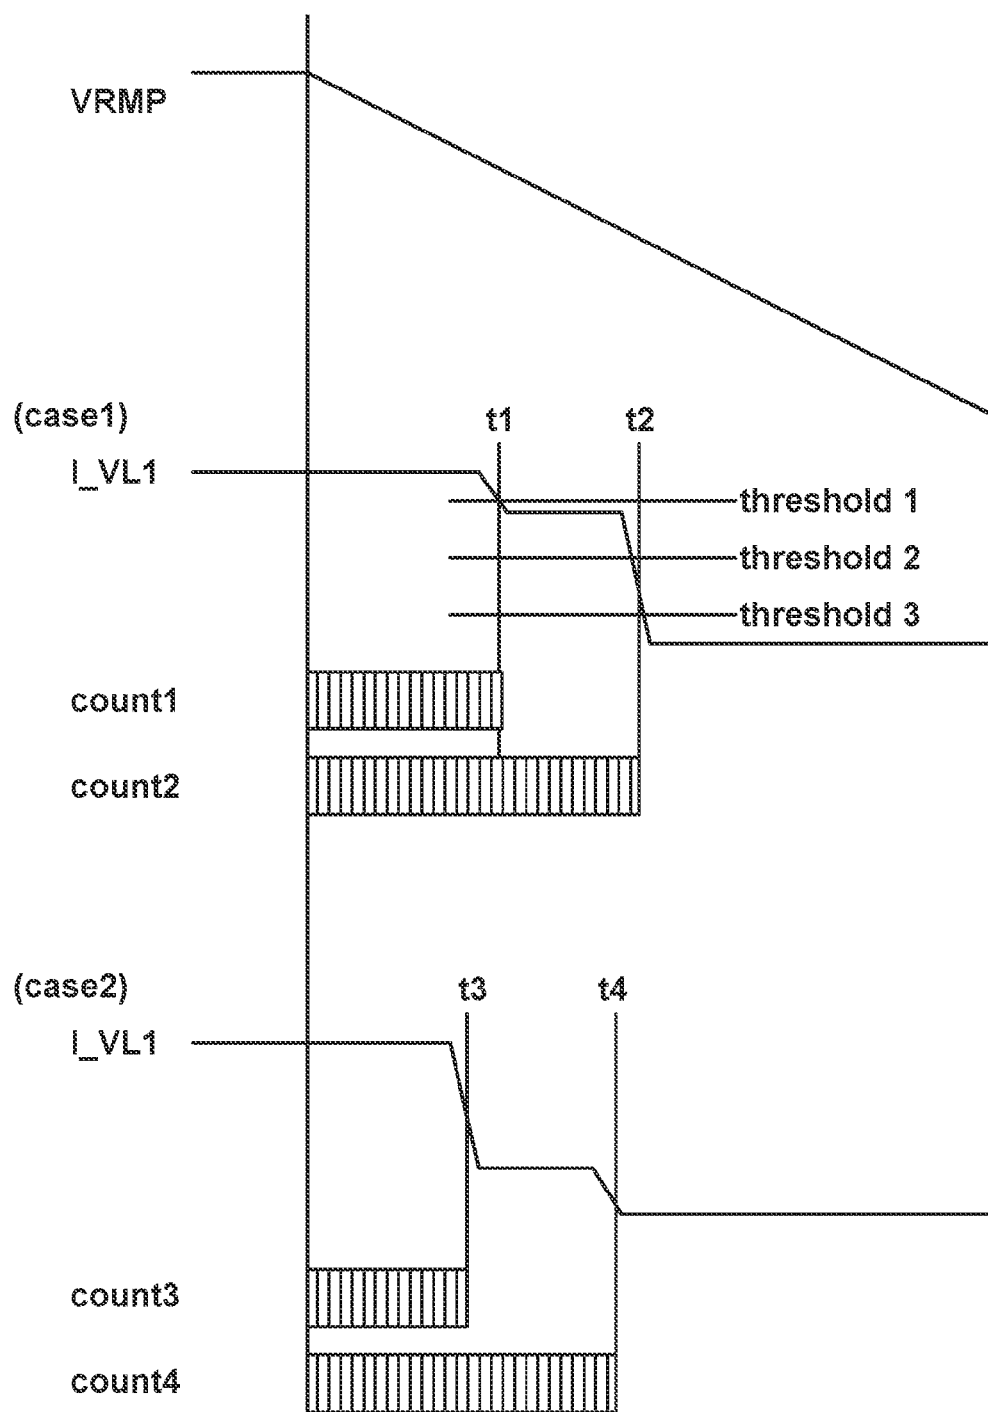 VRMP
(case1)
t1
t2
I_VL1
threshold 1
threshold 2
threshold 3
count1
count2
(case2)
t3
t4
I_VL1
count3
count4